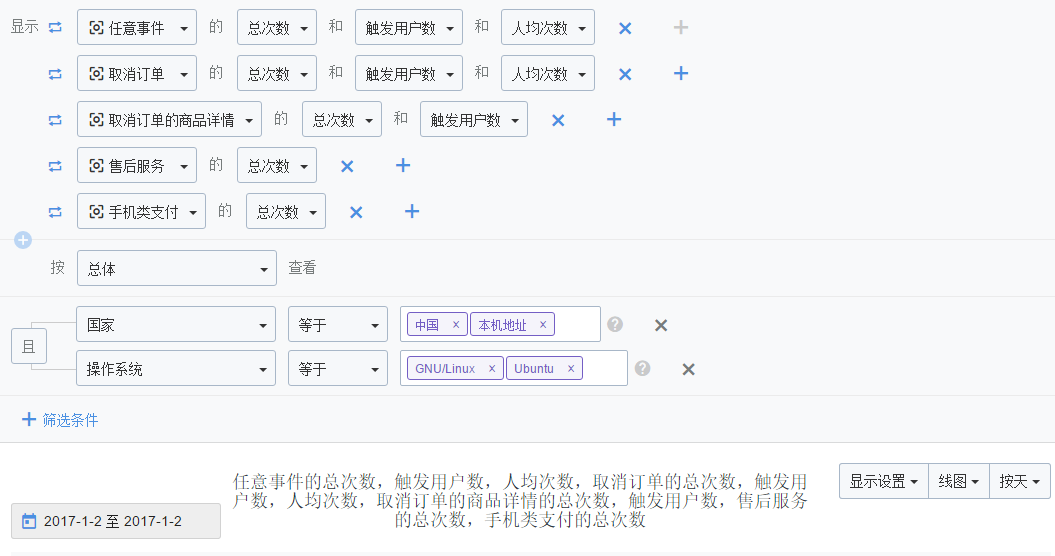 显示 任意事件 的 总次数 和 触发用户数 和 人均次数
取消订单 的 总次数 和 触发用户数 和 人均次数
取消订单的商品详情 的 总次数 和 触发用户数
售后服务 的 总次数
手机类支付 的 总次数
按 总体 查看
国家 等于 中国 × 本机地址 ×
且
操作系统 等于 GNU/Linux × Ubuntu ×
+ 筛选条件
任意事件的总次数，触发用户数，人均次数，取消订单的总次数，触发用
户数，人均次数，取消订单的商品详情的总次数，触发用户数，售后服务
的总次数，手机类支付的总次数
显示设置 线图 按天
2017-1-2 至 2017-1-2